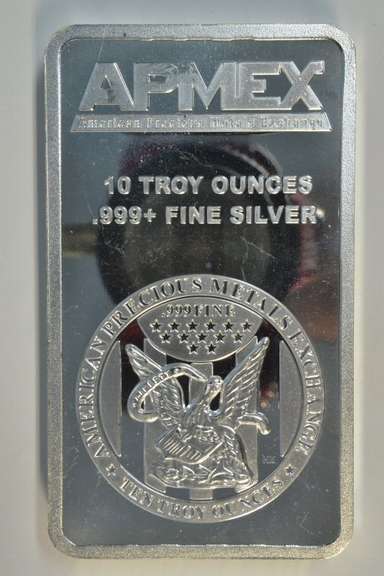 APMEX
American Precious Metals Exchange
10 TROY OUNCES
.999+ FINE SILVER
AMERICAN PRECIOUS METALS EXCHANGE
.999 FINE
TEN TROY OUNCES